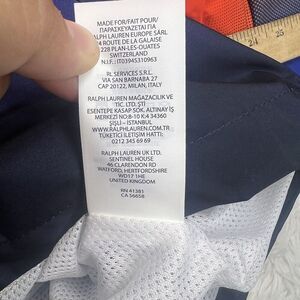 MADE FOR/FAIT POUR/
ΠΑΡΑΣΚΕΥΑΖΕΤΑΙ ΓΙΑ
RALPH LAUREN EUROPE SÀRL
ROUTE DE LA GALAISE
1228 PLAN-LES-OUATES
SWITZERLAND
N.I.F.: IT03945310963
RL SERVICES S.R.L.
VIA SAN BARNABA 27
CAP 20122, MILAN, ITALY
RALPH LAUREN MAĞAZACILIK VE
TİC. LTD. ŞTİ
ESENTEPE KASAP SOK. ALTINAY İŞ
MERKEZİ NO:8-10 K:4 34360
ŞİŞLİ - İSTANBUL
WWW.RALPHLAUREN.COM.TR
TÜKETİCİ İLETİŞİM HATTI:
0212 345 69 69
RALPH LAUREN UK LTD.
SENTINEL HOUSE
46 CLARENDON RD
WATFORD, HERTFORDSHIRE
WD17 1HE
UNITED KINGDOM
RN 41381
CA 56658
24
25